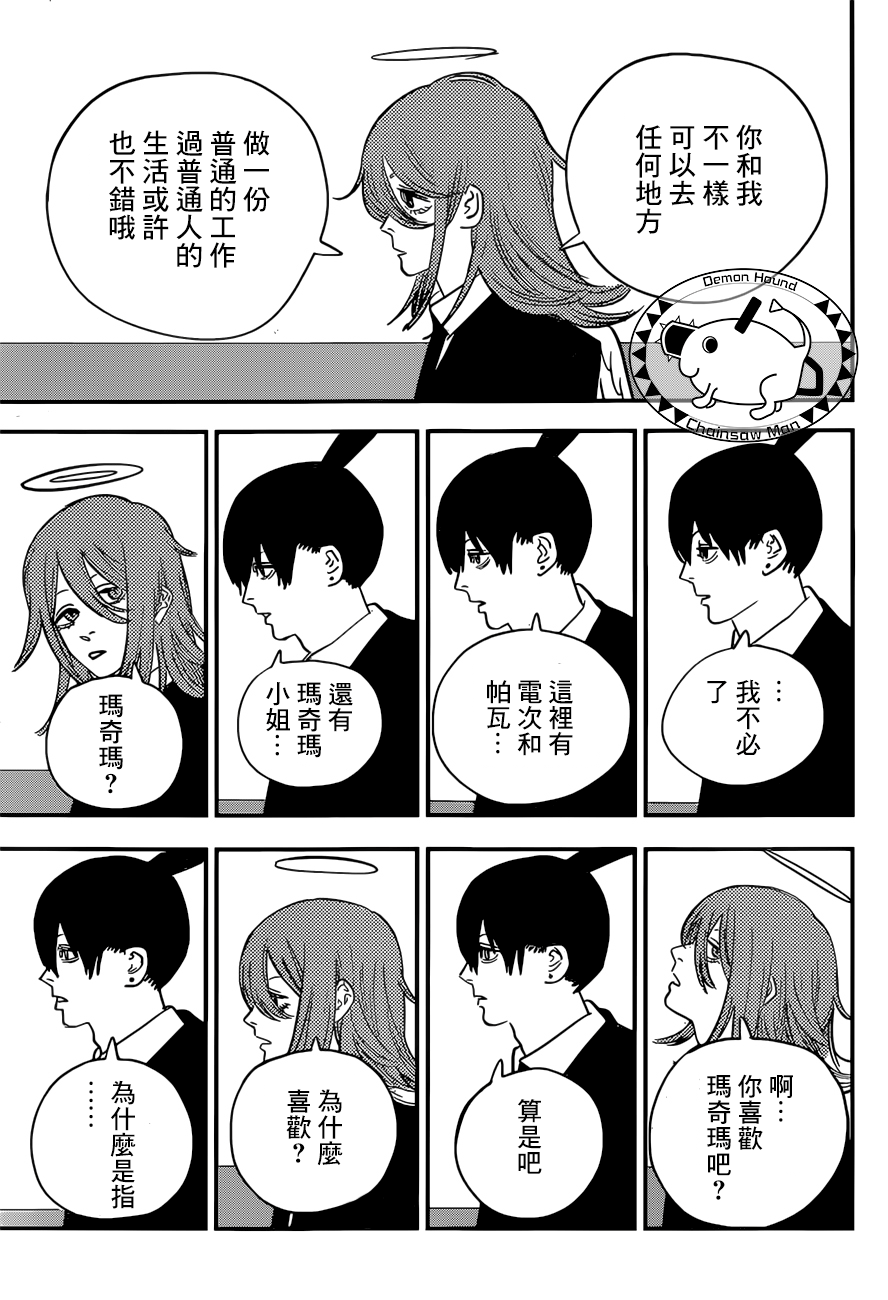 你和我
不一樣
可以去
任何地方
做一份
普通的工作
過普通人的
生活或許
也不錯哦
Demon Hound
Chainsaw Man
…
我不必
了
這裡有
電次和
帕瓦…
還有
瑪奇瑪
小姐…
瑪奇瑪?
啊…
你喜歡
瑪奇瑪吧?
算是吧
為什麼
喜歡?
為什麼是指
……